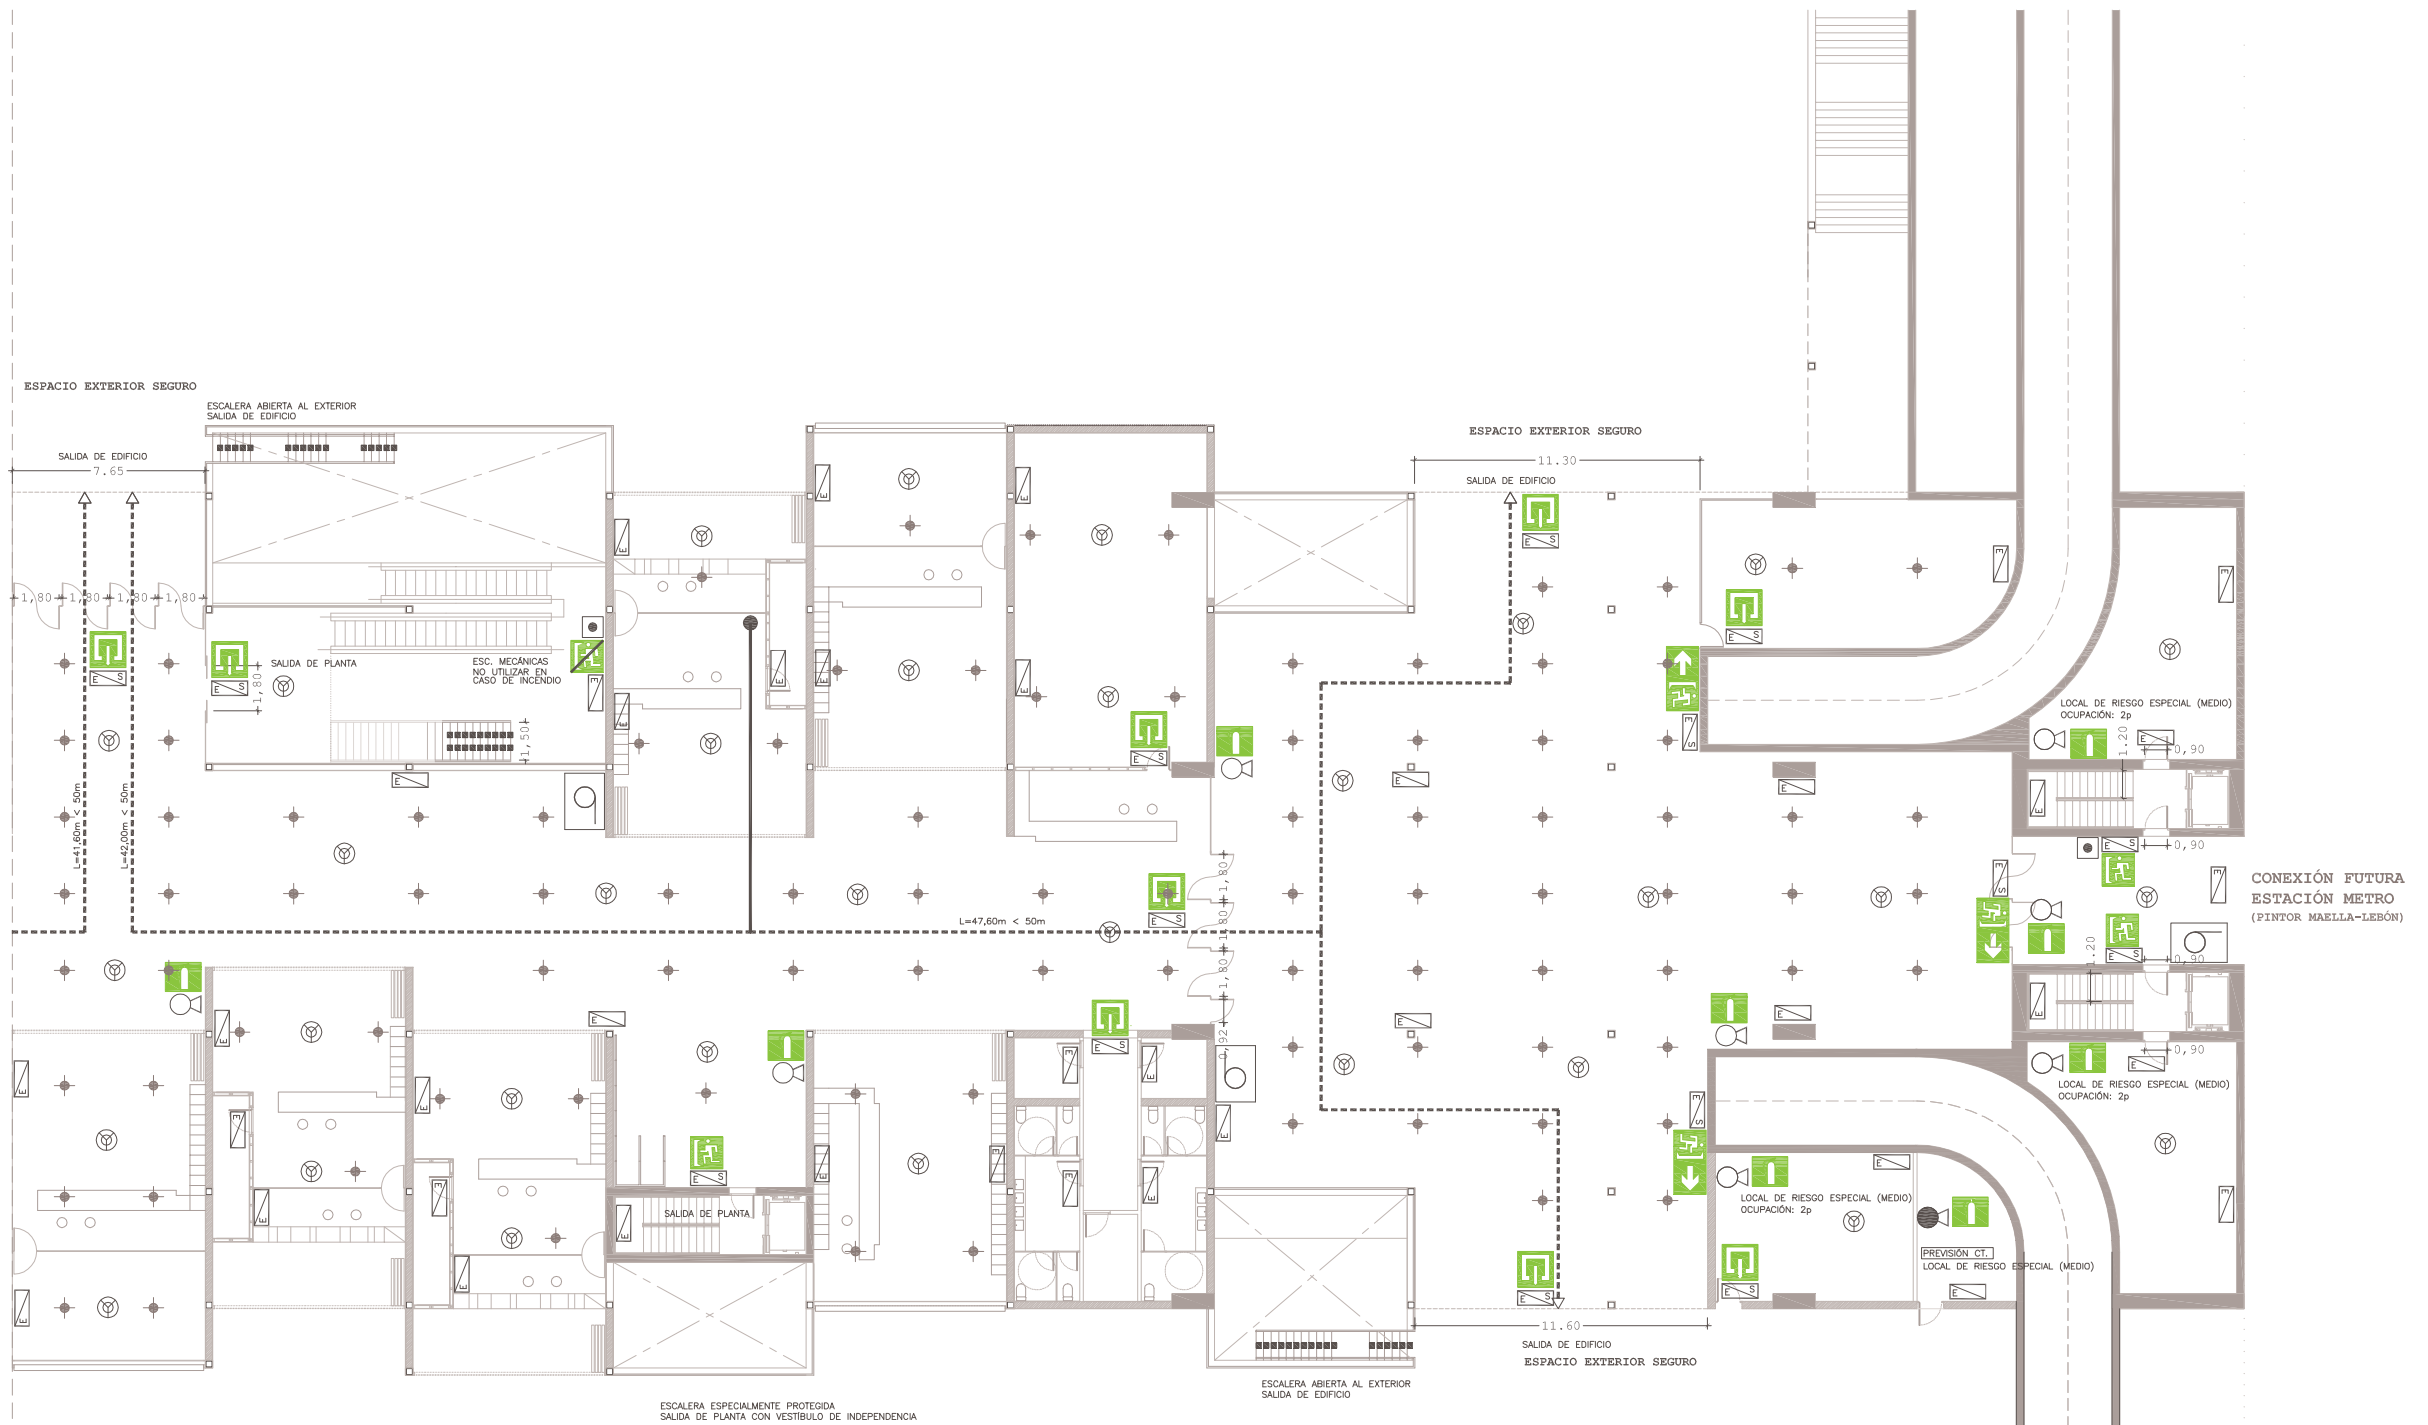 ESPACIO EXTERIOR SEGURO
ESCALERA ABIERTA AL EXTERIOR
SALIDA DE EDIFICIO
SALIDA DE EDIFICIO
7.65
ESPACIO EXTERIOR SEGURO
11.30
SALIDA DE EDIFICIO
1,80
1,80
1,80
1,80
SALIDA DE PLANTA
1,80
ESC. MECÁNICAS
NO UTILIZAR EN
CASO DE INCENDIO
1,50
L=41,60m < 50m
L=42,00m < 50m
L=47,60m < 50m
1,80
1,80
1,80
0,92
LOCAL DE RIESGO ESPECIAL (MEDIO)
OCUPACIÓN: 2p
0,90
1.20
0,90
CONEXIÓN FUTURA
ESTACIÓN METRO
(PINTOR MAELLA-LEBÓN)
1.20
0,90
0,90
LOCAL DE RIESGO ESPECIAL (MEDIO)
OCUPACIÓN: 2p
LOCAL DE RIESGO ESPECIAL (MEDIO)
OCUPACIÓN: 2p
PREVISIÓN CT.
LOCAL DE RIESGO ESPECIAL (MEDIO)
SALIDA DE PLANTA
11.60
SALIDA DE EDIFICIO
ESPACIO EXTERIOR SEGURO
ESCALERA ABIERTA AL EXTERIOR
SALIDA DE EDIFICIO
ESCALERA ESPECIALMENTE PROTEGIDA
SALIDA DE PLANTA CON VESTÍBULO DE INDEPENDENCIA